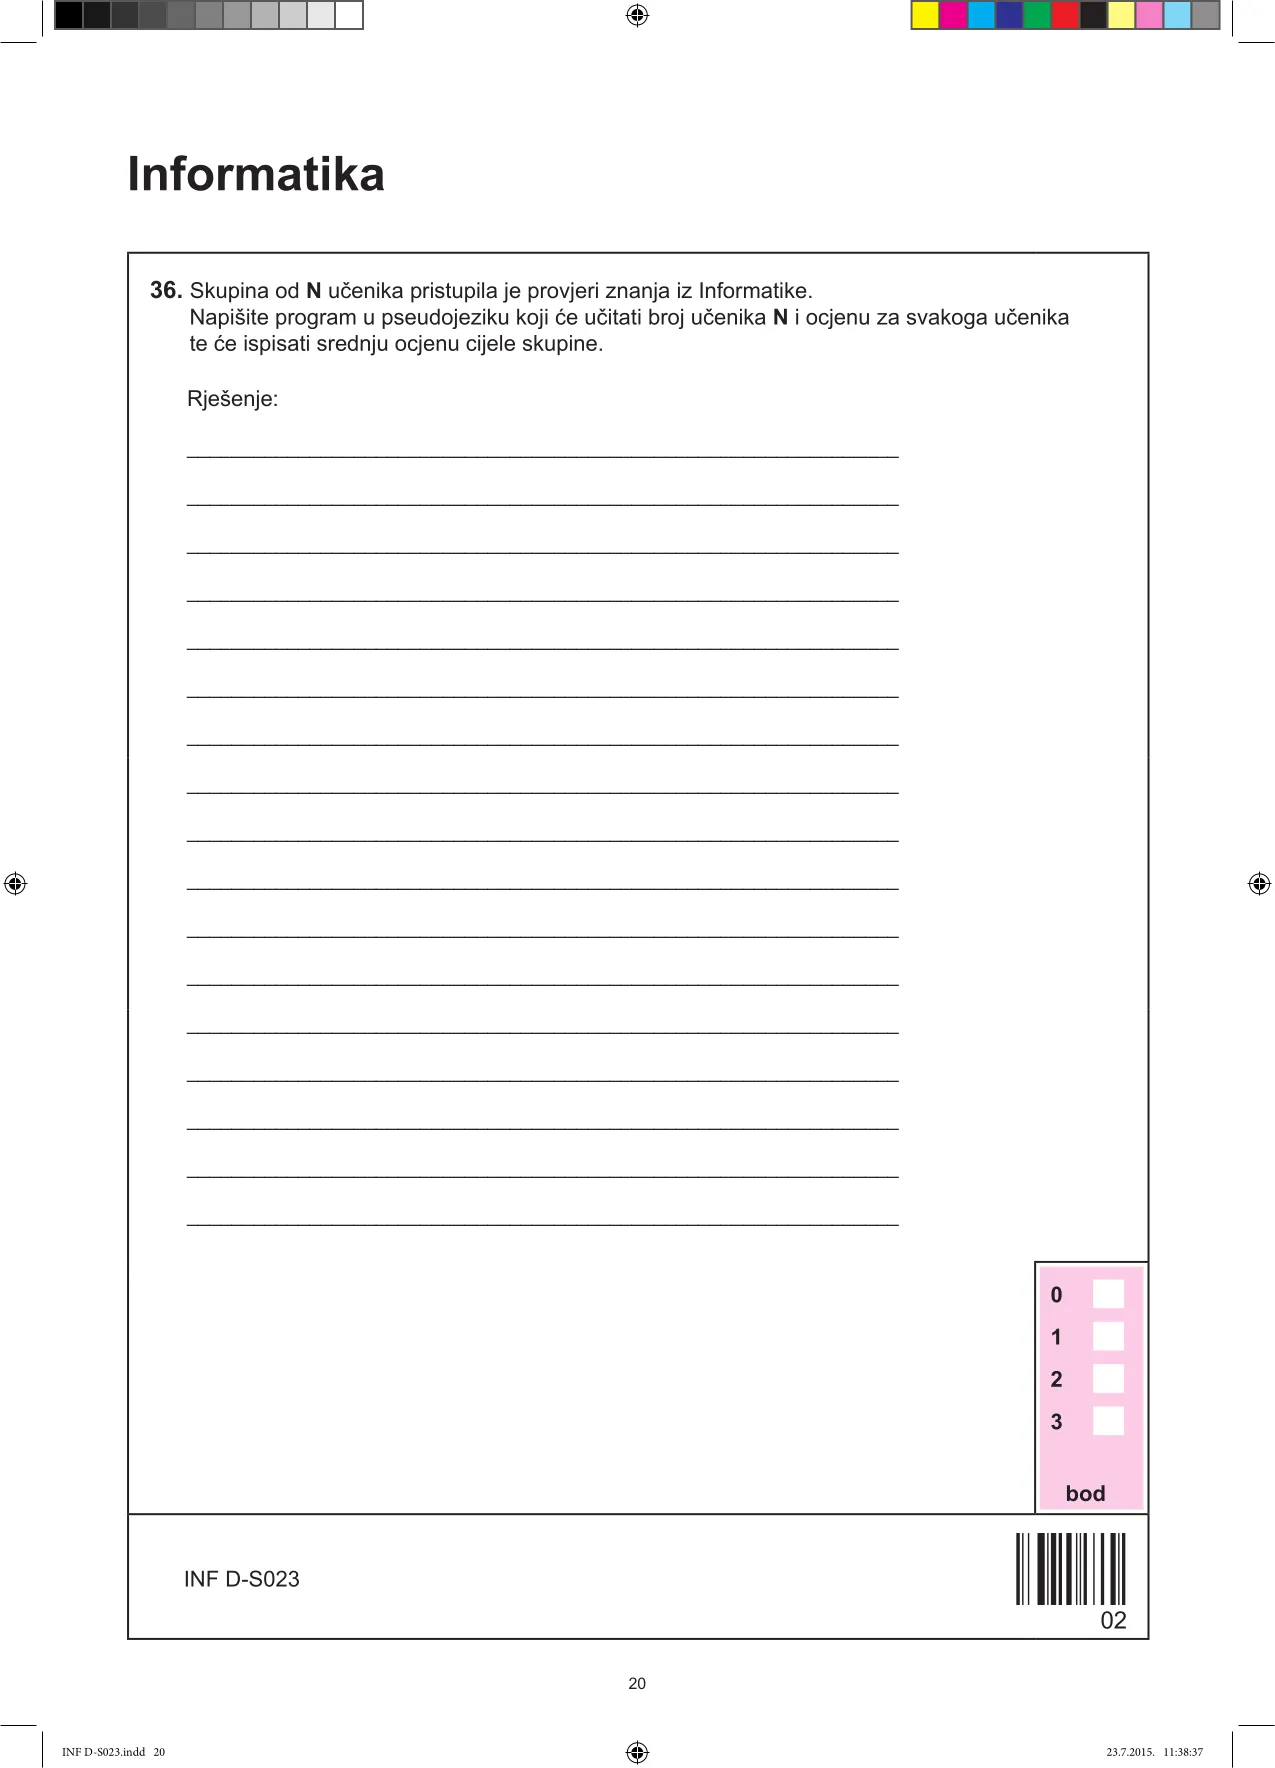 Informatika
36. Skupina od N učenika pristupila je provjeri znanja iz Informatike.
Napišite program u pseudojeziku koji će učitati broj učenika N i ocjenu za svakoga učenika
te će ispisati srednju ocjenu cijele skupine.
Rješenje:
0
1
2
3
bod
INF D-S023
02
20
INF D-S023.indd 20
23.7.2015. 11:38:37